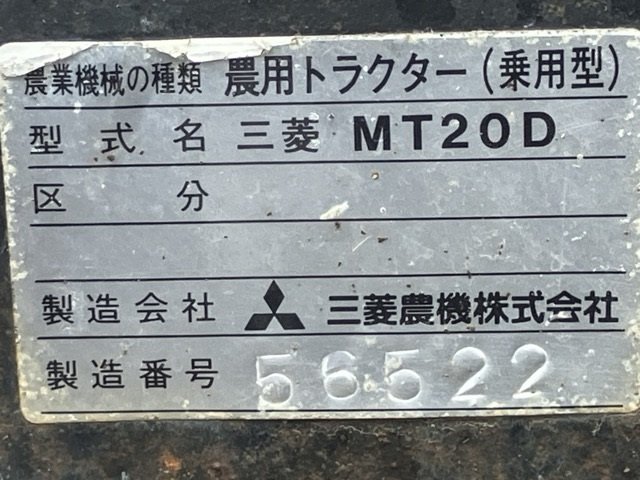 農業機械の種類 農用トラクター(乗用型)
型式名 三菱 MT20D
区分
製造会社 三菱農機株式会社
製造番号 56522